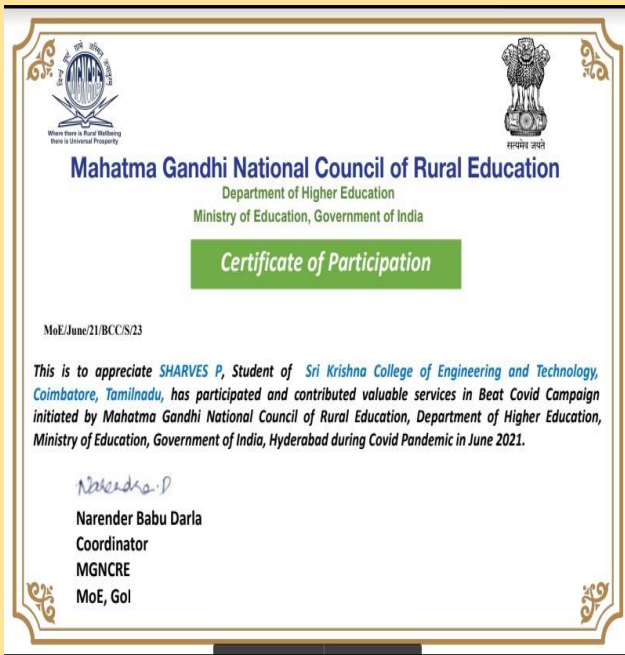 MGNCRE
Where there is Rural Wellbeing
there is Universal Prosperity
सत्यमेव जयते
Mahatma Gandhi National Council of Rural Education
Department of Higher Education
Ministry of Education, Government of India
Certificate of Participation
MoE/June/21/BCC/S/23
This is to appreciate SHARVES P, Student of Sri Krishna College of Engineering and Technology,
Coimbatore, Tamilnadu, has participated and contributed valuable services in Beat Covid Campaign
initiated by Mahatma Gandhi National Council of Rural Education, Department of Higher Education,
Ministry of Education, Government of India, Hyderabad during Covid Pandemic in June 2021.
Narendra.D
Narender Babu Darla
Coordinator
MGNCRE
MoE, GoI